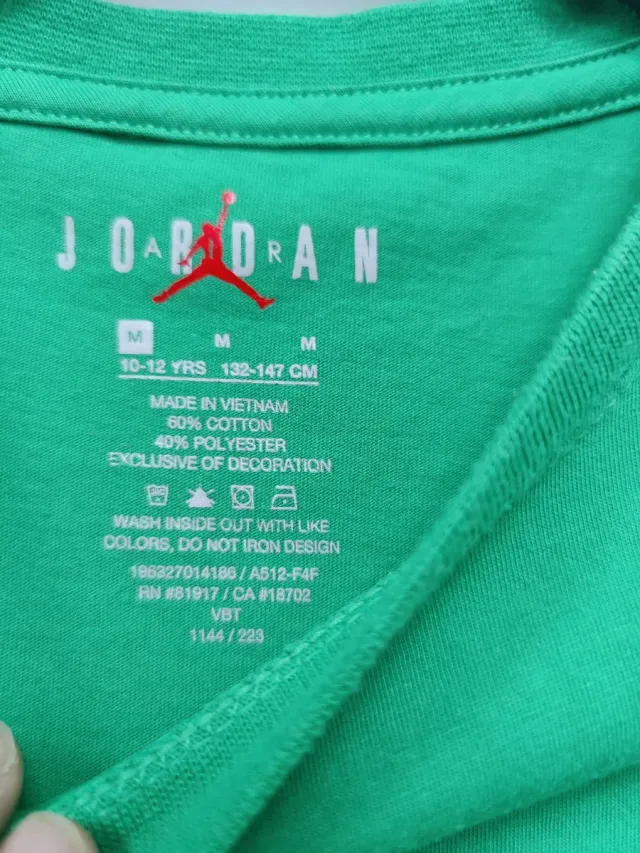 JORDAN
AIR
M M M
10-12 YRS 132-147 CM
MADE IN VIETNAM
60% COTTON
40% POLYESTER
EXCLUSIVE OF DECORATION
WASH INSIDE OUT WITH LIKE
COLORS, DO NOT IRON DESIGN
196327014186 / A512-F4F
RN #81917 / CA #18702
VBT
1144 / 223